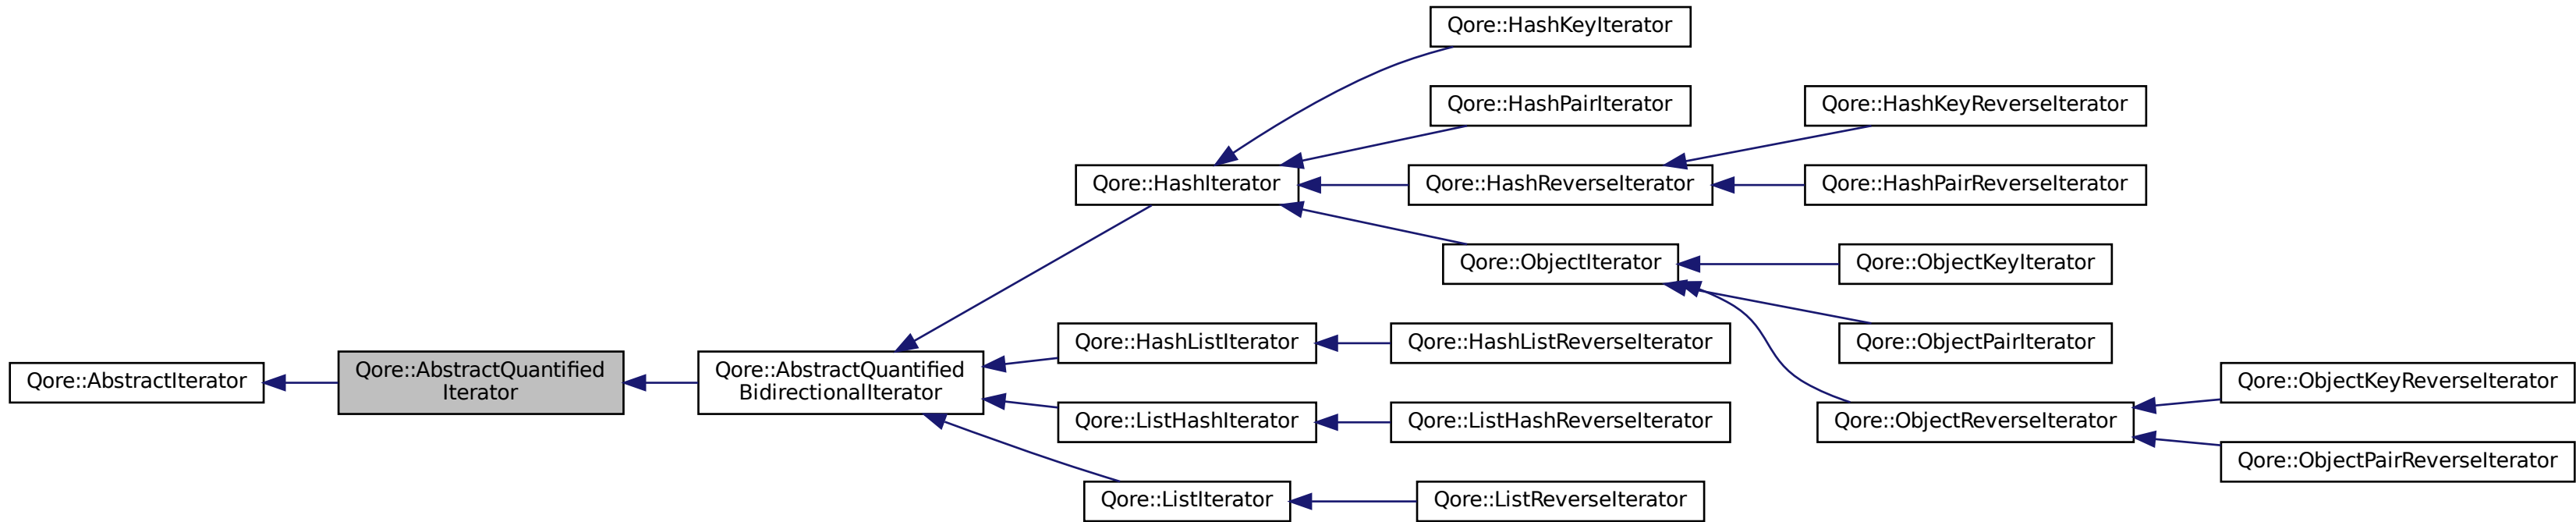 Qore::HashKeyIterator
Qore::HashPairIterator
Qore::HashKeyReverseIterator
Qore::HashIterator
Qore::HashReverseIterator
Qore::HashPairReverseIterator
Qore::ObjectIterator
Qore::ObjectKeyIterator
Qore::HashListIterator
Qore::HashListReverseIterator
Qore::ObjectPairIterator
Qore::AbstractIterator
Qore::AbstractQuantified
Iterator
Qore::AbstractQuantified
BidirectionalIterator
Qore::ObjectKeyReverseIterator
Qore::ListHashIterator
Qore::ListHashReverseIterator
Qore::ObjectReverseIterator
Qore::ObjectPairReverseIterator
Qore::ListIterator
Qore::ListReverseIterator